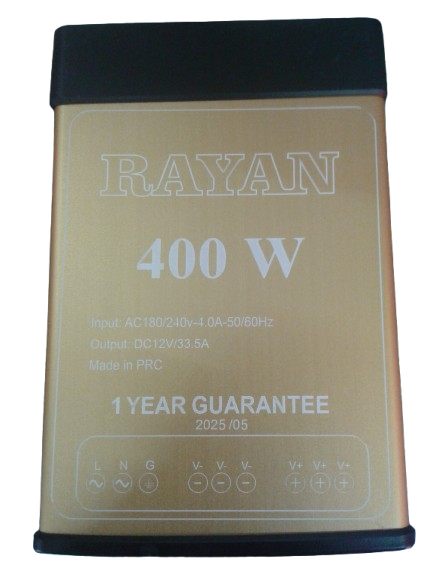 RAYAN
400 W
Input: AC180/240v-4.0A-50/60Hz
Output: DC12V/33.5A
Made in PRC
1 YEAR GUARANTEE
2025/05
L N G V- V- V- V+ V+ V+